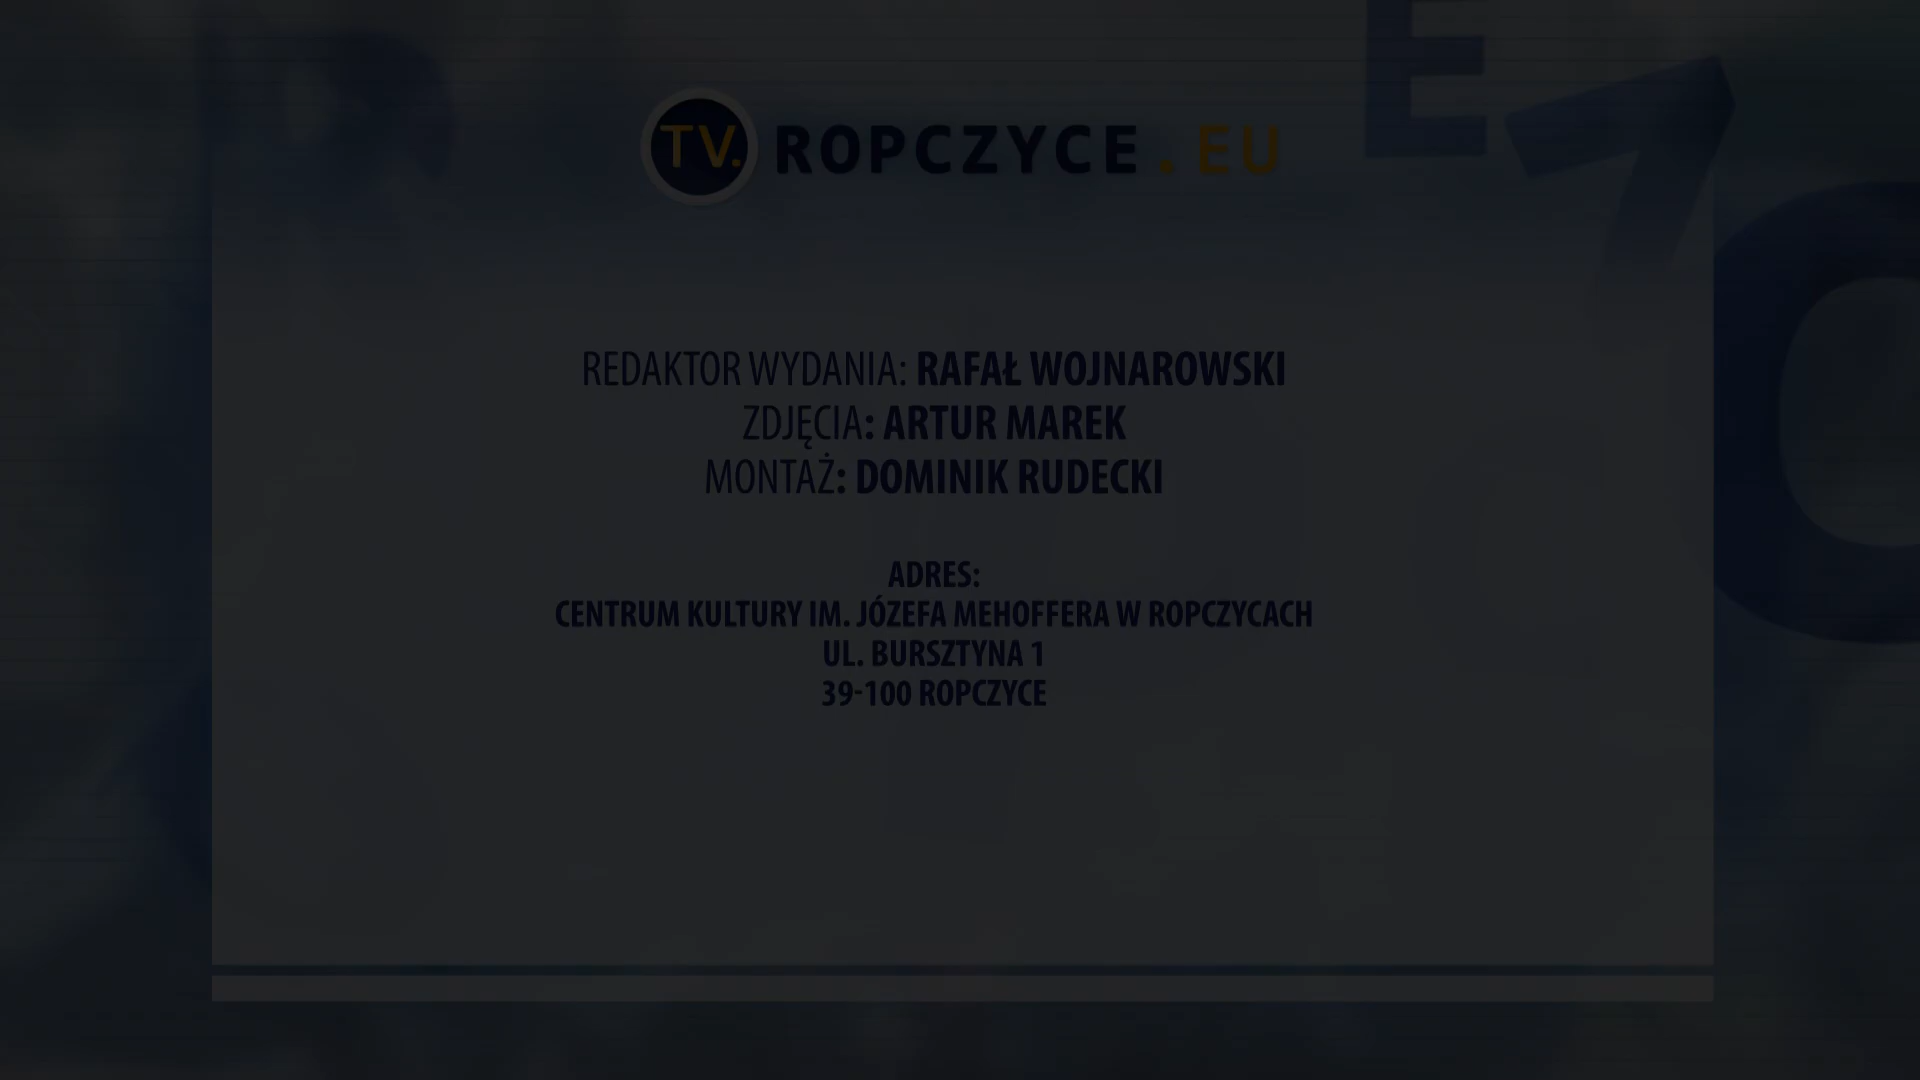 TV. ROPCZYCE.EU
REDAKTOR WYDANIA: RAFAŁ WOJNAROWSKI
ZDJĘCIA: ARTUR MAREK
MONTAŻ: DOMINIK RUDECKI
ADRES:
CENTRUM KULTURY IM. JÓZEFA MEHOFFERA W ROPCZYCACH
UL. BURSZTYNA 1
39-100 ROPCZYCE